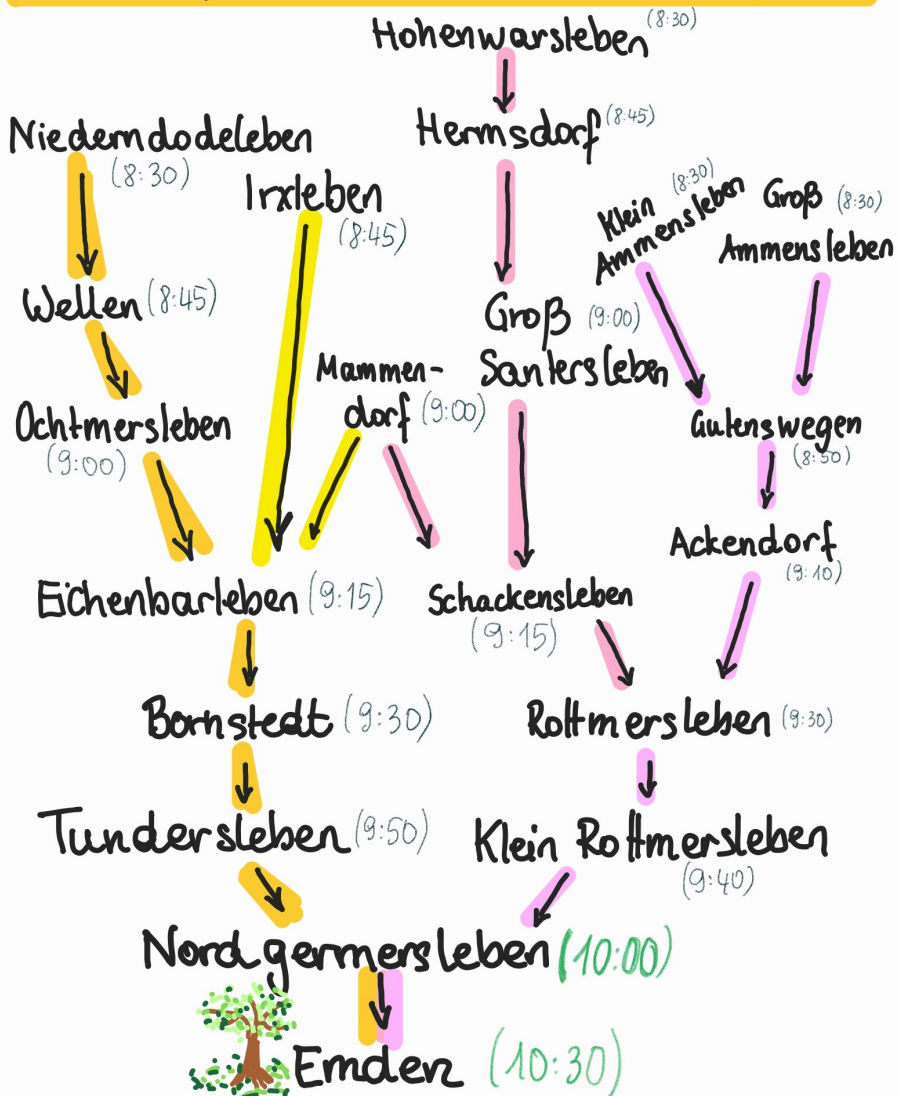 Hohenwarsleben (8:30)
Hermsdorf (8:45)
Niederndodeleben
(8:30)
Irxleben
(8:45)
Klein (8:30)
Ammensleben
Groß (8:30)
Ammensleben
Wellen (8:45)
Groß (9:00)
Santersleben
Mammen-
dorf (9:00)
Ochtmersleben
(9:00)
Gutenswegen
(8:50)
Ackendorf
(9:10)
Eichenbarleben (9:15)
Schackensleben
(9:15)
Bornstedt (9:30)
Rottmersleben (9:30)
Tundersleben (9:50)
Klein Rottmersleben
(9:40)
Nordgermersleben (10:00)
Emden (10:30)